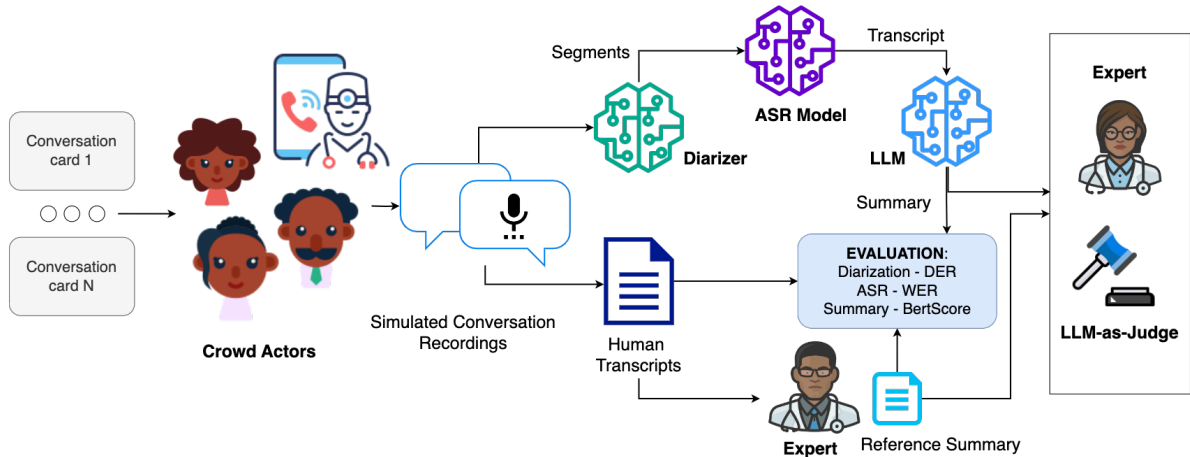 Conversation
card 1
Conversation
card N
Crowd Actors
Simulated Conversation
Recordings
Segments
Diarizer
ASR Model
Transcript
LLM
Summary
Human
Transcripts
EVALUATION:
Diarization - DER
ASR - WER
Summary - BertScore
Expert
Reference Summary
Expert
LLM-as-Judge